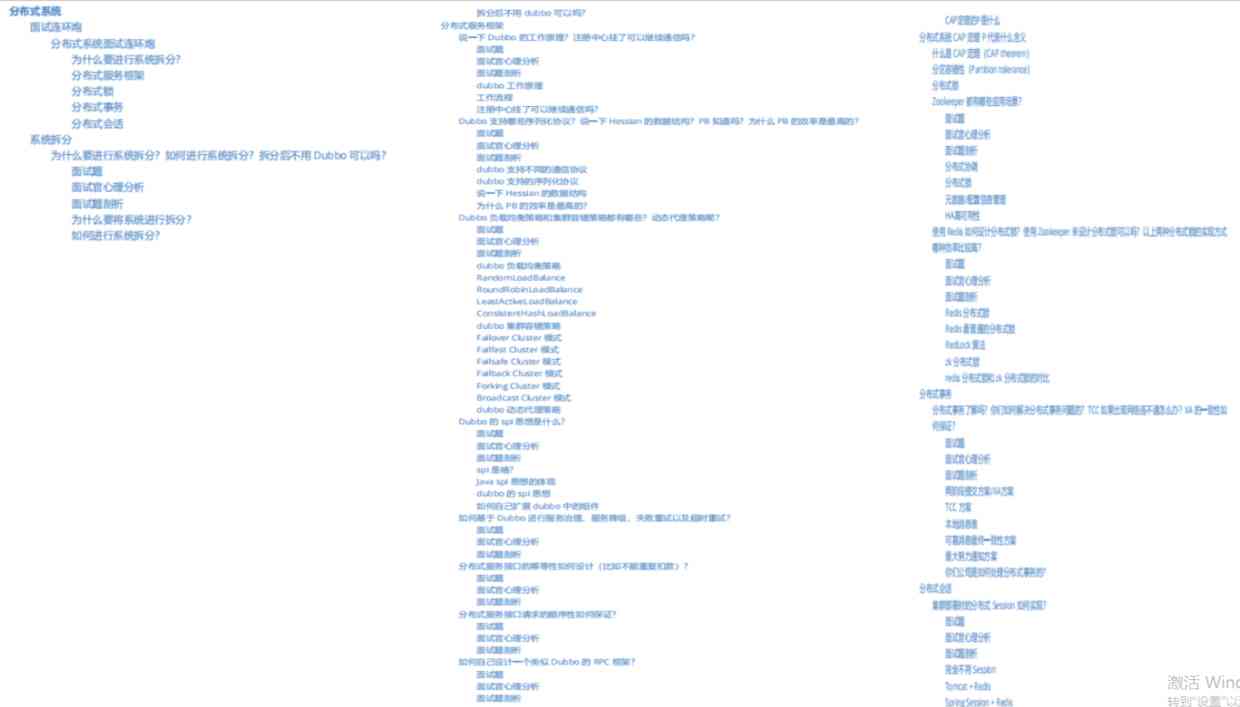 分布式系统
面试连环炮
分布式系统面试连环炮
为什么要进行系统拆分?
分布式服务框架
分布式锁
分布式事务
分布式会话
系统拆分
为什么要进行系统拆分? 如何进行系统拆分? 拆分后不用 Dubbo 可以吗?
面试题
面试官心理分析
面试题剖析
为什么要将系统进行拆分?
如何进行系统拆分?
拆分后不用 dubbo 可以吗?
分布式服务框架
说一下 Dubbo 的工作原理? 注册中心挂了可以继续通信吗?
面试题
面试官心理分析
面试题剖析
dubbo 工作原理
工作流程
注册中心挂了可以继续通信吗?
Dubbo 支持哪些序列化协议? 说一下 Hessian 的数据结构? PB 知道吗? 为什么 PB 的效率是最高的?
面试题
面试官心理分析
面试题剖析
dubbo 支持不同的通信协议
dubbo 支持的序列化协议
说一下 Hessian 的数据结构
为什么 PB 的效率是最高的?
Dubbo 负载均衡策略和集群容错策略都有哪些? 动态代理策略呢?
面试题
面试官心理分析
面试题剖析
dubbo 负载均衡策略
RandomLoadBalance
RoundRobinLoadBalance
LeastActiveLoadBalance
ConsistentHashLoadBalance
dubbo 集群容错策略
Failover Cluster 模式
Failfast Cluster 模式
Failsafe Cluster 模式
Failback Cluster 模式
Forking Cluster 模式
Broadcast Cluster 模式
dubbo 动态代理策略
Dubbo 的 spi 思想是什么?
面试题
面试官心理分析
面试题剖析
spi 是啥?
Java spi 思想的体现
dubbo 的 spi 思想
如何自己扩展 dubbo 中的组件
如何基于 Dubbo 进行服务治理、服务降级、失败重试以及超时重试?
面试题
面试官心理分析
面试题剖析
分布式服务接口的幂等性如何设计 (比如不能重复扣款) ?
面试题
面试官心理分析
面试题剖析
分布式服务接口请求的顺序性如何保证?
面试题
面试官心理分析
面试题剖析
如何自己设计一个类似 Dubbo 的 RPC 框架?
面试题
面试官心理分析
面试题剖析
CAP定理的P是什么
分布式系统 CAP 定理 P 代表什么含义
什么是 CAP 定理 (CAP theorem)
分区容错性 (Partition tolerance)
分布式锁
Zookeeper 都有哪些应用场景?
面试题
面试官心理分析
面试题剖析
分布式协调
分布式锁
元数据/配置信息管理
HA高可用性
使用 Redis 如何设计分布式锁? 使用 Zookeeper 来设计分布式锁可以吗? 以上两种分布式锁的实现方式
哪种效率比较高?
面试题
面试官心理分析
面试题剖析
Redis 分布式锁
Redis 最普通的分布式锁
RedLock 算法
zk 分布式锁
redis 分布式锁和 zk 分布式锁的对比
分布式事务
分布式事务了解吗? 你们如何解决分布式事务问题的? TCC 如果出现网络连不通怎么办? XA 的一致性如
何保证?
面试题
面试官心理分析
面试题剖析
两阶段提交方案/XA方案
TCC 方案
本地消息表
可靠消息最终一致性方案
最大努力通知方案
你们公司是如何处理分布式事务的?
分布式会话
集群部署时的分布式 Session 如何实现?
面试题
面试官心理分析
面试题剖析
完全不用 Session
Tomcat + Redis
Spring Session + Redis
激活 Wind
转到"设置"以